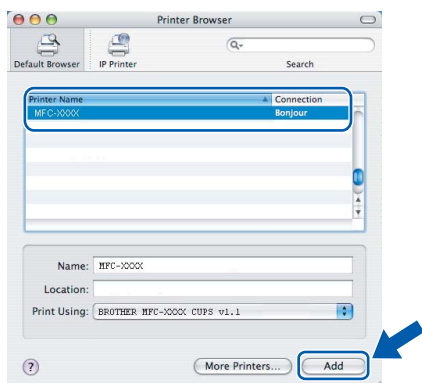 Printer Browser
Default Browser
IP Printer
Search
Printer Name
Connection
MFC-XXXX
Bonjour
Name: MFC-XXXX
Location:
Print Using: BROTHER MFC-XXXX CUPS v1.1
?
More Printers...
Add